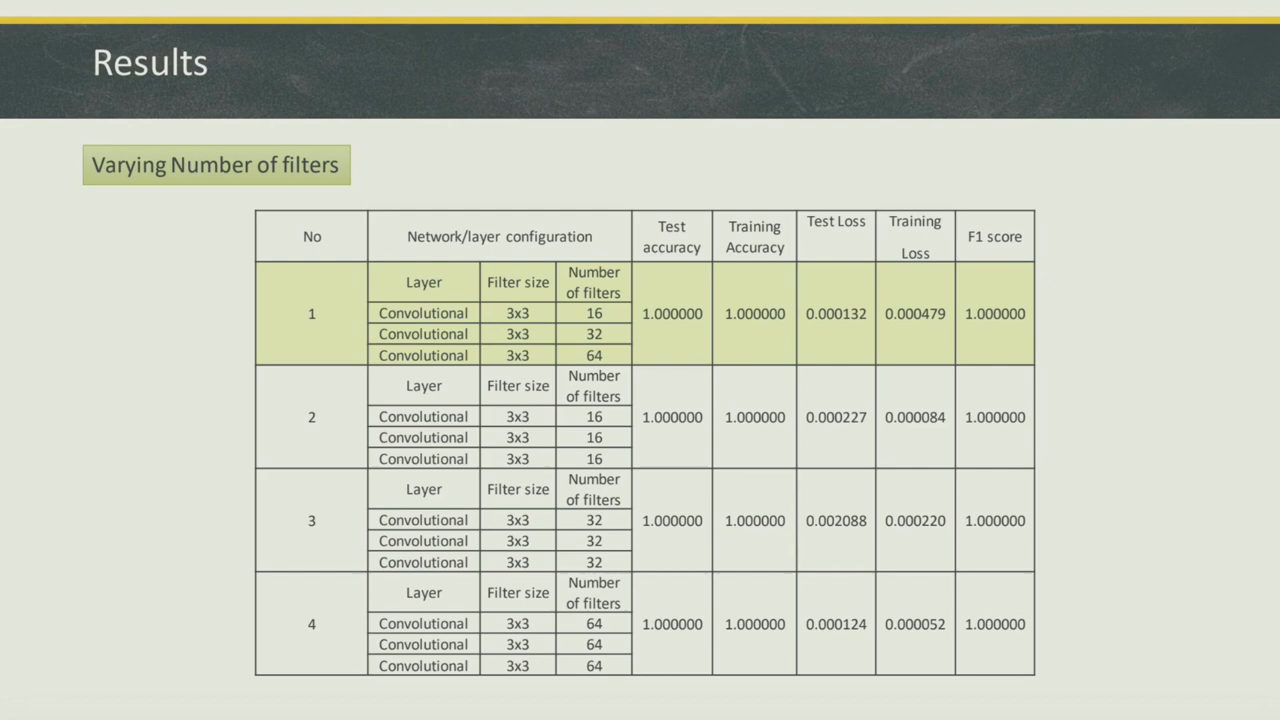 Results
Varying Number of filters
No Network/layer configuration Test accuracy Training Accuracy Test Loss Training Loss F1 score
1 1.000000 1.000000 0.000132 0.000479 1.000000
Layer Filter size Number of filters
Convolutional 3x3 16
Convolutional 3x3 32
Convolutional 3x3 64
2 1.000000 1.000000 0.000227 0.000084 1.000000
Layer Filter size Number of filters
Convolutional 3x3 16
Convolutional 3x3 16
Convolutional 3x3 16
3 1.000000 1.000000 0.002088 0.000220 1.000000
Layer Filter size Number of filters
Convolutional 3x3 32
Convolutional 3x3 32
Convolutional 3x3 32
4 1.000000 1.000000 0.000124 0.000052 1.000000
Layer Filter size Number of filters
Convolutional 3x3 64
Convolutional 3x3 64
Convolutional 3x3 64